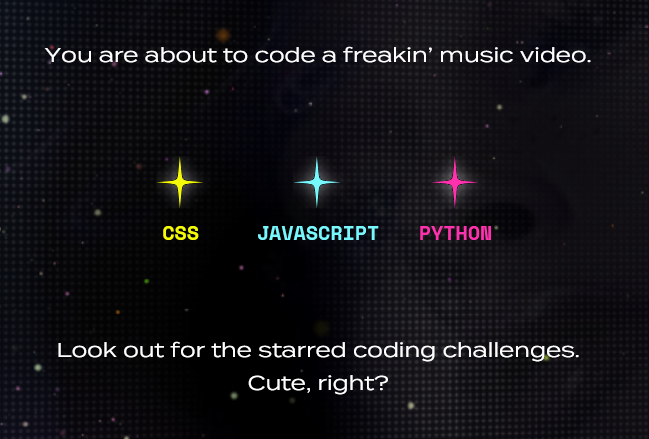 You are about to code a freakin’ music video.
CSS
JAVASCRIPT
PYTHON
Look out for the starred coding challenges.
Cute, right?